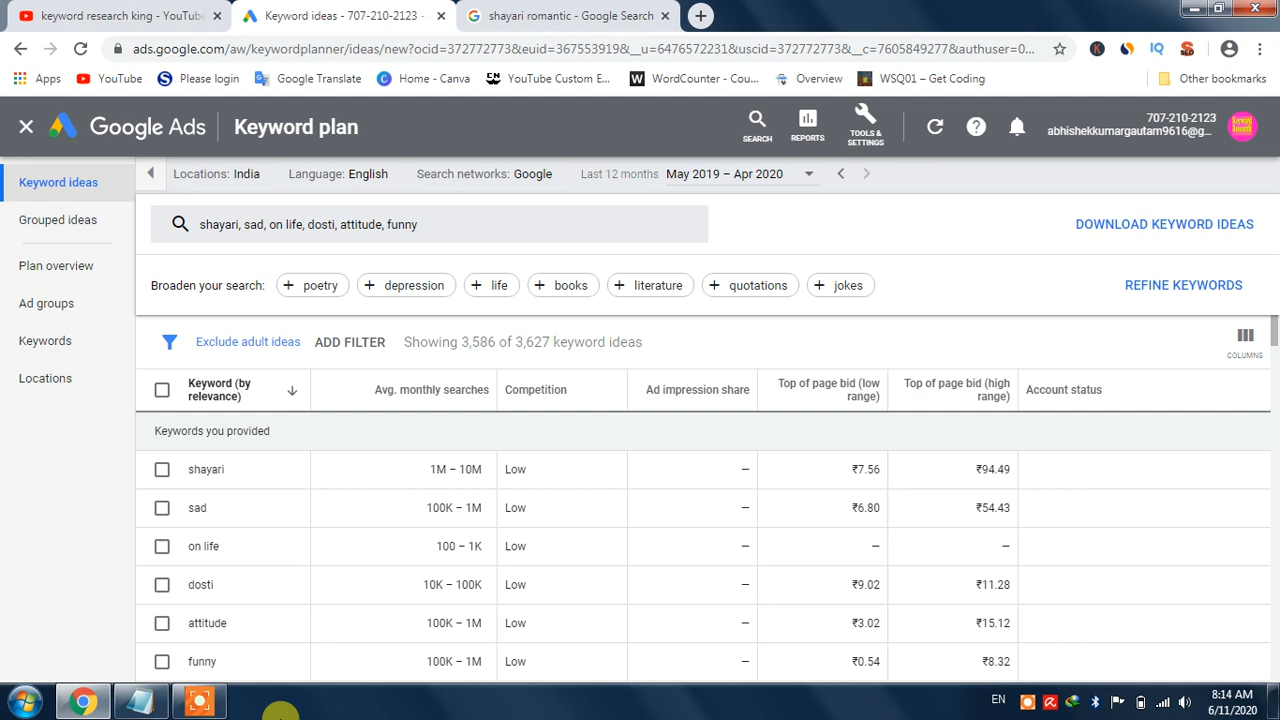 keyword research king - YouTube
Keyword ideas - 707-210-2123 -
shayari romantic - Google Search
ads.google.com/aw/keywordplanner/ideas/new?ocid=372772773&euid=367553919&__u=6476572231&uscid=372772773&__c=7605849277&authuser=0...
Apps
YouTube
Please login
Google Translate
Home - Canva
YouTube Custom E...
WordCounter - Cou...
Overview
WSQ01 – Get Coding
Other bookmarks
Google Ads
Keyword plan
SEARCH
REPORTS
TOOLS &
SETTINGS
707-210-2123
abhishekkumargautam9616@g...
Keyword ideas
Grouped ideas
Plan overview
Ad groups
Keywords
Locations
Locations: India
Language: English
Search networks: Google
Last 12 months
May 2019 – Apr 2020
shayari, sad, on life, dosti, attitude, funny
DOWNLOAD KEYWORD IDEAS
Broaden your search:
+ poetry
+ depression
+ life
+ books
+ literature
+ quotations
+ jokes
REFINE KEYWORDS
Exclude adult ideas
ADD FILTER
Showing 3,586 of 3,627 keyword ideas
COLUMNS
Keyword (by
relevance)
Avg. monthly searches
Competition
Ad impression share
Top of page bid (low
range)
Top of page bid (high
range)
Account status
Keywords you provided
shayari 1M – 10M Low – ₹7.56 ₹94.49
sad 100K – 1M Low – ₹6.80 ₹54.43
on life 100 – 1K Low – – –
dosti 10K – 100K Low – ₹9.02 ₹11.28
attitude 100K – 1M Low – ₹3.02 ₹15.12
funny 100K – 1M Low – ₹0.54 ₹8.32
EN
8:14 AM
6/11/2020